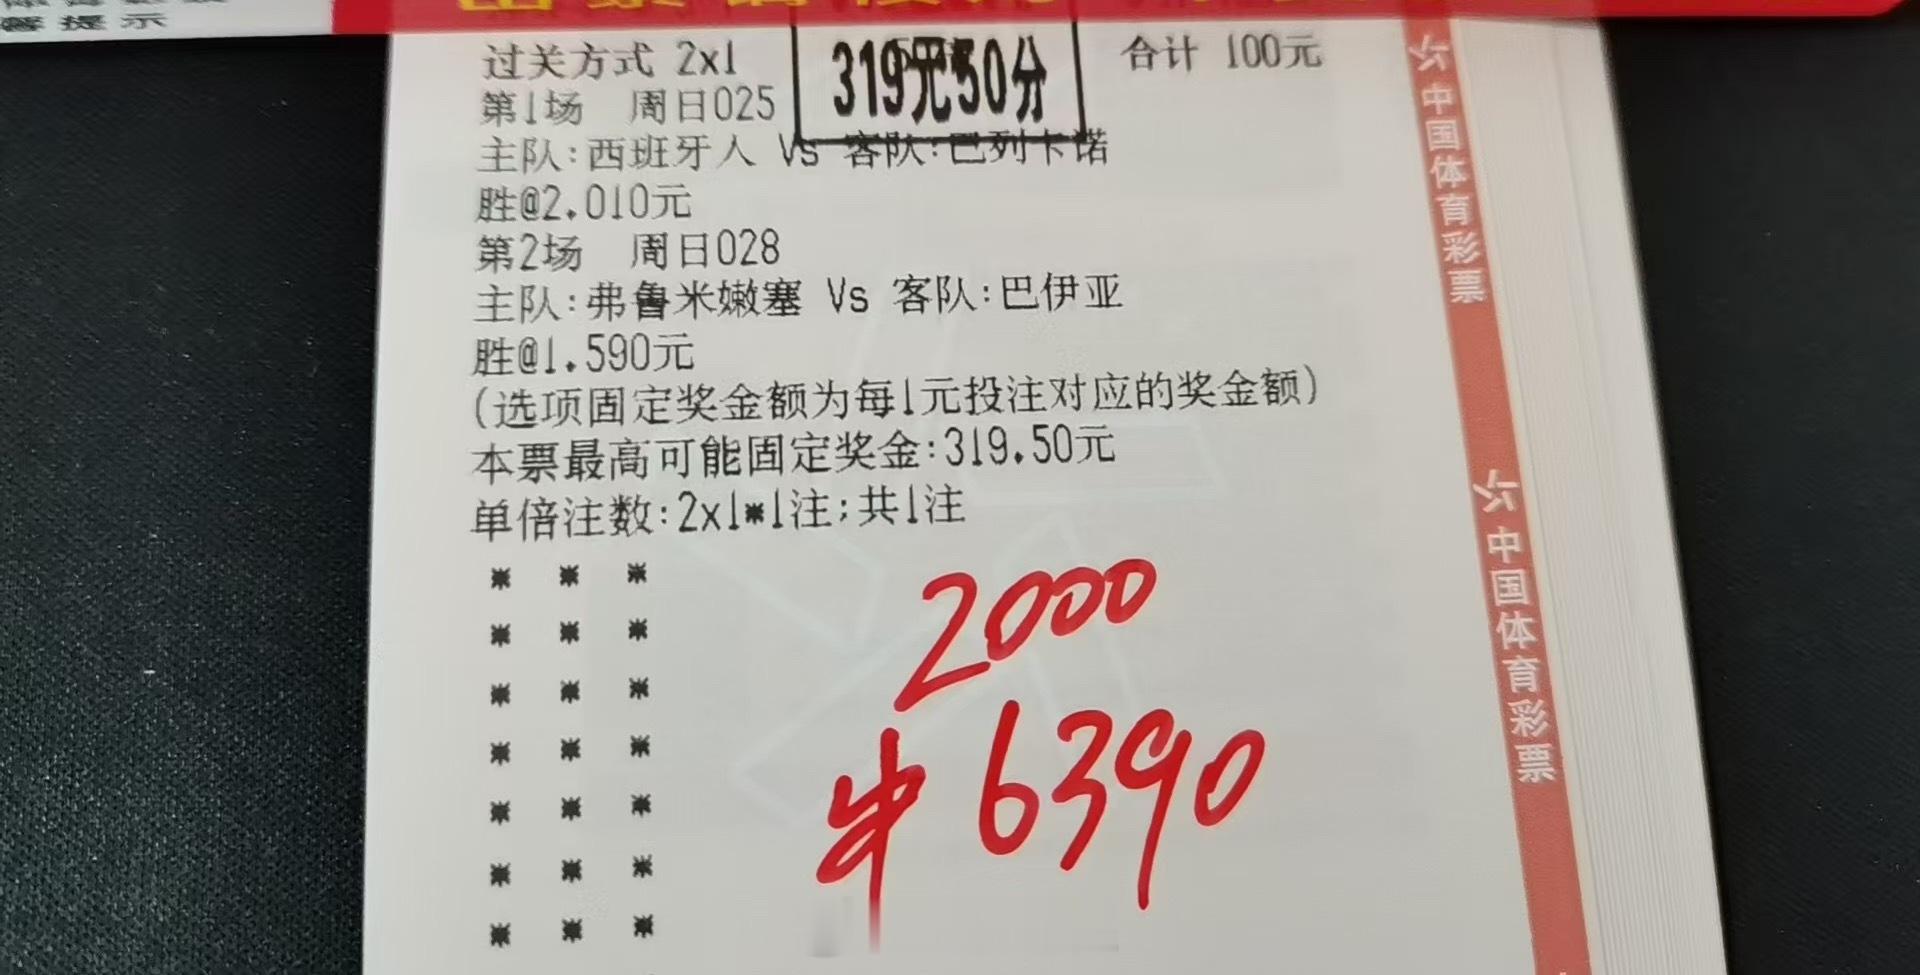 警提示
过关方式 2x1
合计 100元
319元50分
第1场 周日025
主队:西班牙人 Vs 客队:巴列卡诺
胜@2.010元
第2场 周日028
主队:弗鲁米嫩塞 Vs 客队:巴伊亚
胜@1.590元
(选项固定奖金额为每1元投注对应的奖金额)
本票最高可能固定奖金:319.50元
单倍注数:2x1*1注;共1注
* * *
* * *
* * *
* * *
* * *
* * *
* * *
2000
中6390
中国体育彩票
中国体育彩票